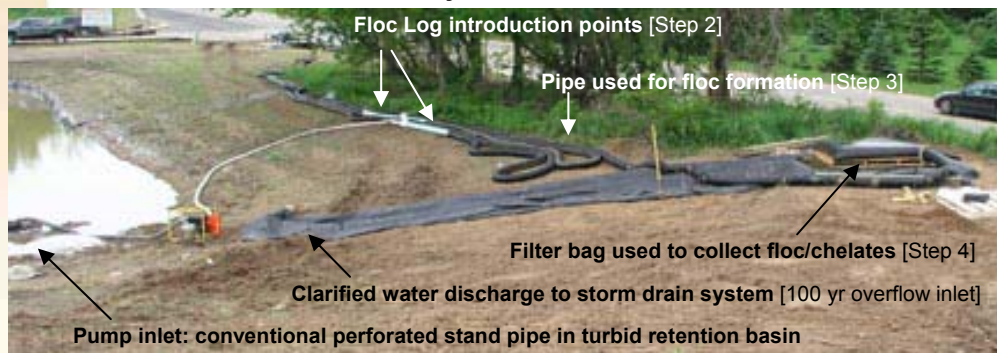 Floc Log introduction points [Step 2]
Pipe used for floc formation [Step 3]
Filter bag used to collect floc/chelates [Step 4]
Clarified water discharge to storm drain system [100 yr overflow inlet]
Pump inlet: conventional perforated stand pipe in turbid retention basin